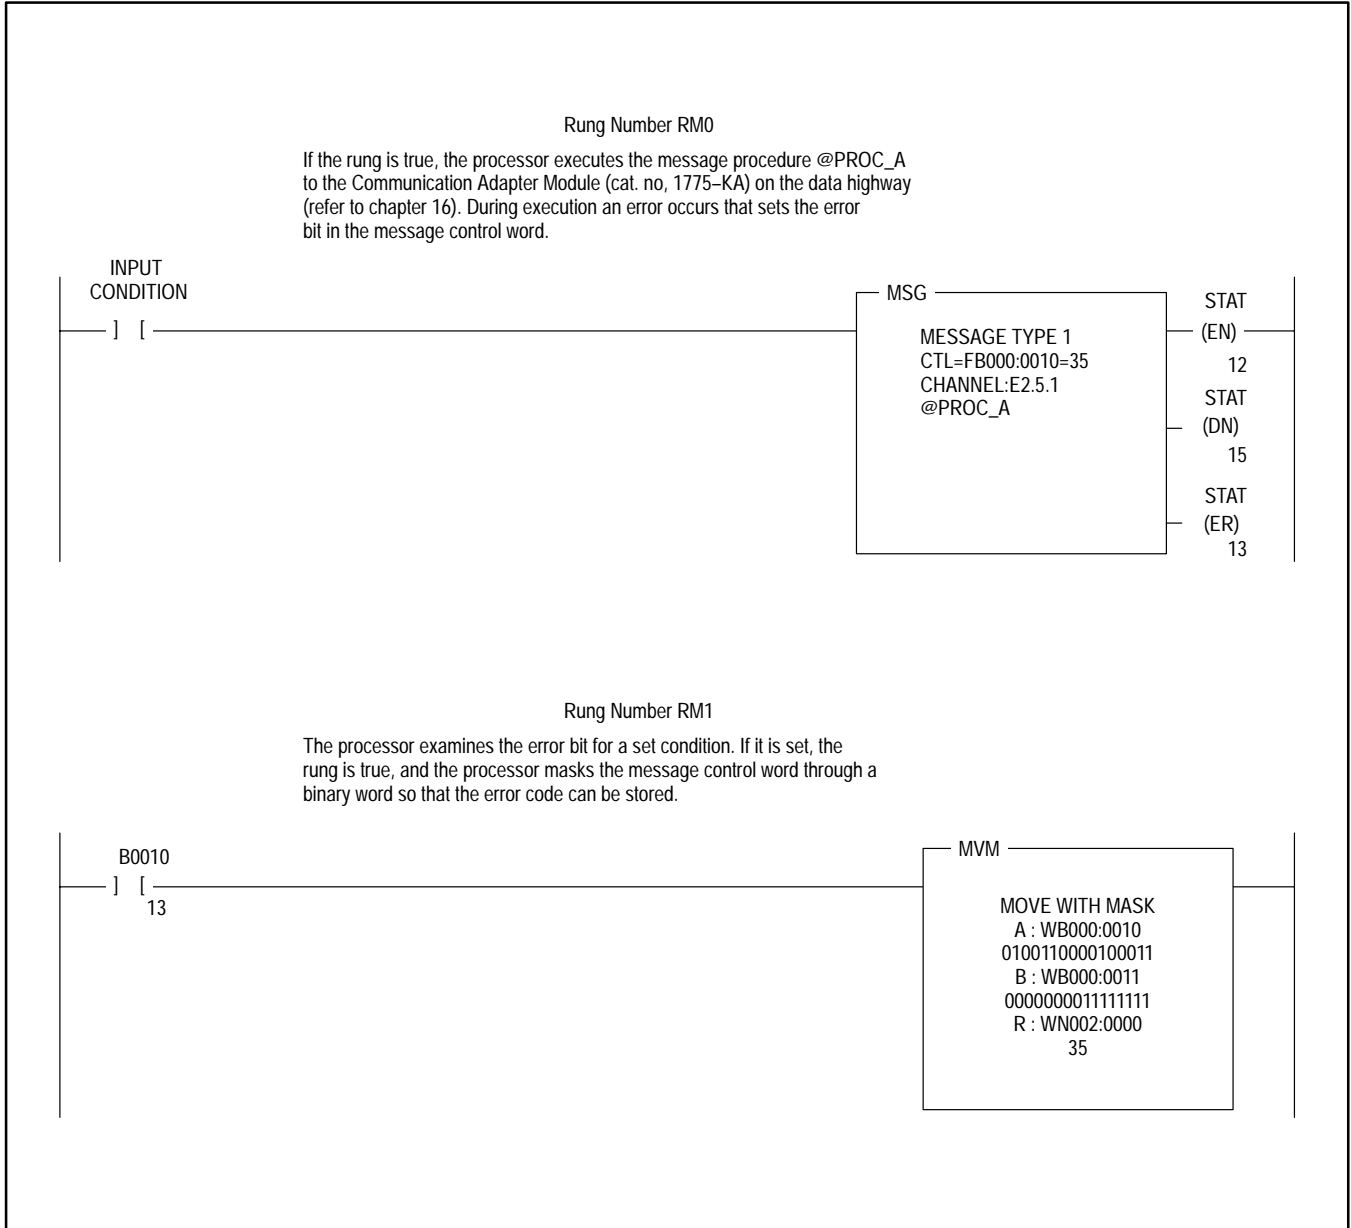 Rung Number RM0
If the rung is true, the processor executes the message procedure @PROC_A
to the Communication Adapter Module (cat. no, 1775–KA) on the data highway
(refer to chapter 16). During execution an error occurs that sets the error
bit in the message control word.
INPUT
CONDITION
] [
MSG
MESSAGE TYPE 1
CTL=FB000:0010=35
CHANNEL:E2.5.1
@PROC_A
STAT
(EN)
12
STAT
(DN)
15
STAT
(ER)
13
Rung Number RM1
The processor examines the error bit for a set condition. If it is set, the
rung is true, and the processor masks the message control word through a
binary word so that the error code can be stored.
B0010
] [
13
MVM
MOVE WITH MASK
A : WB000:0010
0100110000100011
B : WB000:0011
0000000011111111
R : WN002:0000
35